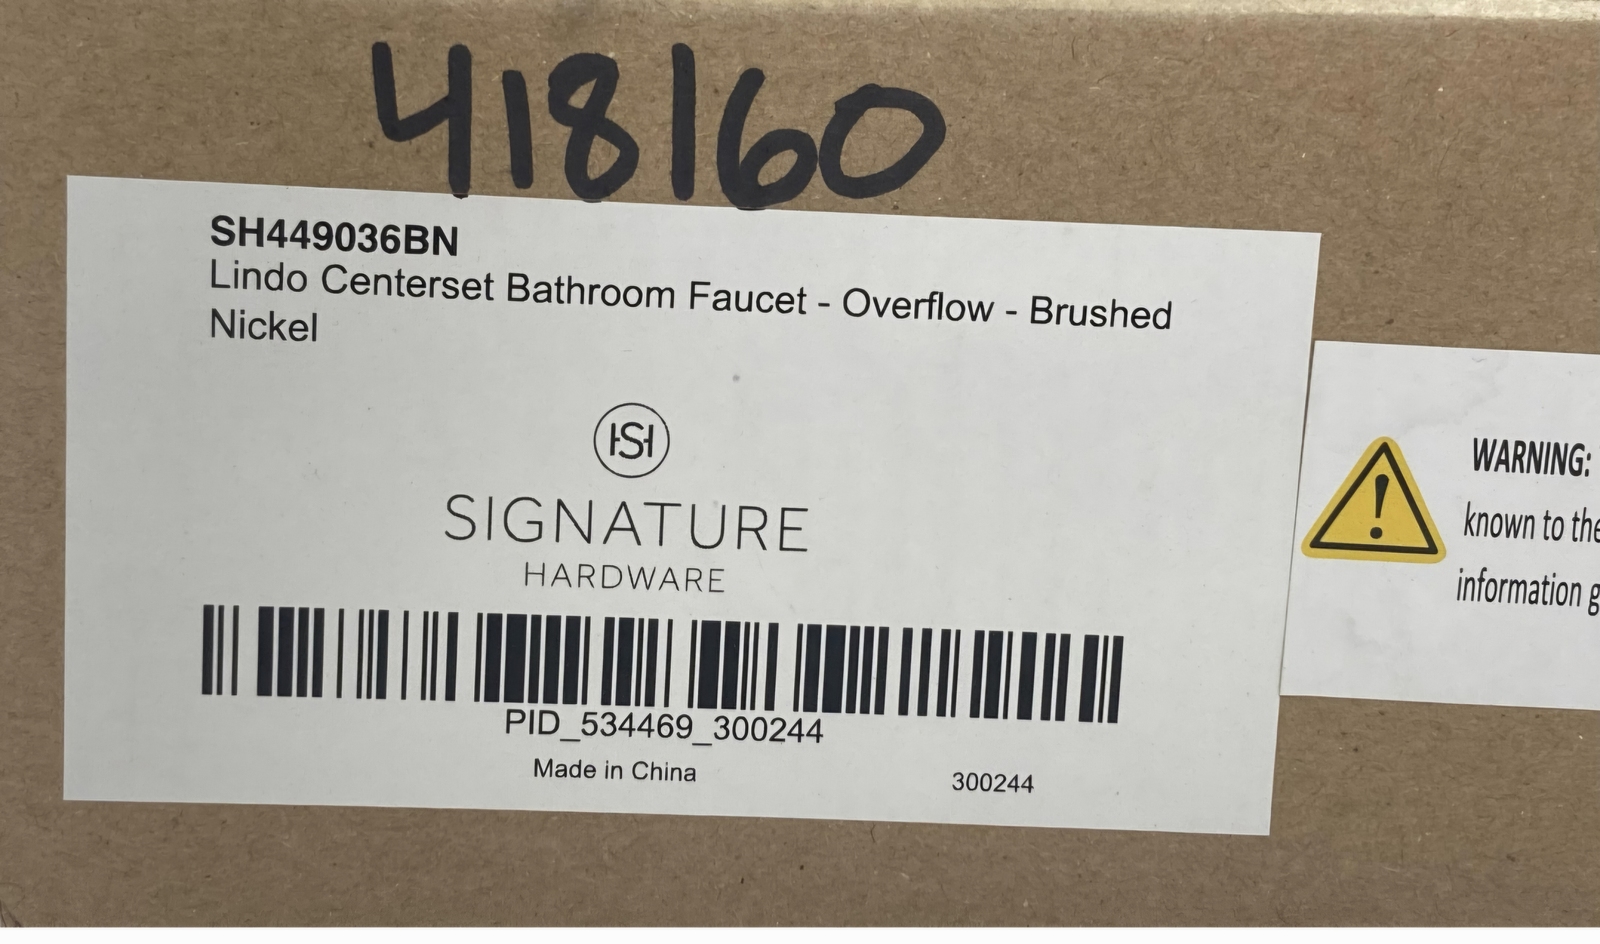 418160
SH449036BN
Lindo Centerset Bathroom Faucet - Overflow - Brushed
Nickel
SH
SIGNATURE
HARDWARE
PID_534469_300244
Made in China
300244
WARNING:
known to the
information g